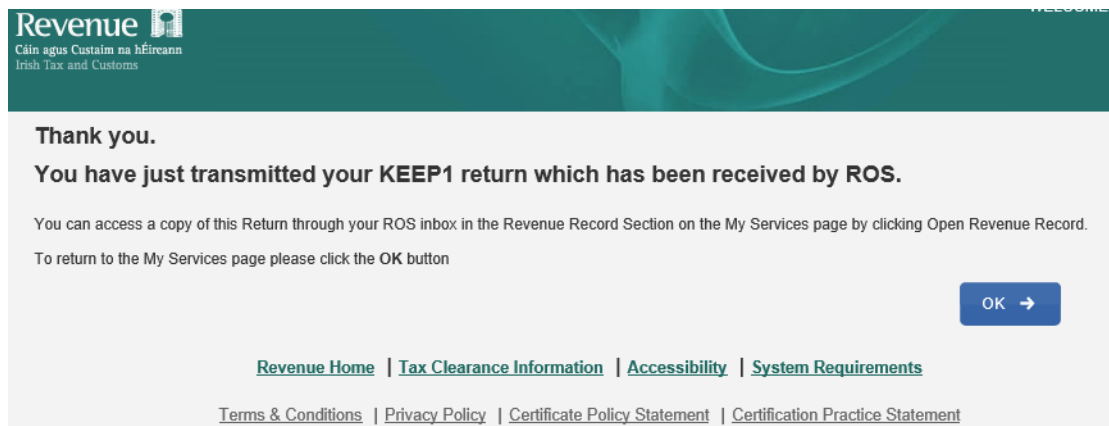 WELCOME
Revenue
Cáin agus Custaim na hÉireann
Irish Tax and Customs
Thank you.
You have just transmitted your KEEP1 return which has been received by ROS.
You can access a copy of this Return through your ROS inbox in the Revenue Record Section on the My Services page by clicking Open Revenue Record.
To return to the My Services page please click the OK button
OK →
Revenue Home | Tax Clearance Information | Accessibility | System Requirements
Terms & Conditions | Privacy Policy | Certificate Policy Statement | Certification Practice Statement